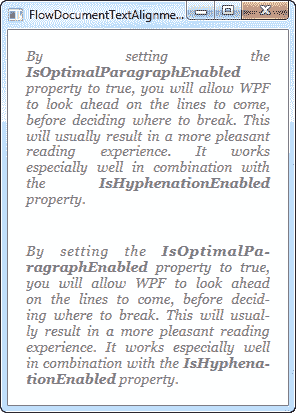 FlowDocumentTextAlignme...
By setting the
IsOptimalParagraphEnabled
property to true, you will allow WPF
to look ahead on the lines to come,
before deciding where to break. This
will usually result in a more pleasant
reading experience. It works
especially well in combination with
the IsHyphenationEnabled
property.
By setting the IsOptimalPa-
ragraphEnabled property to true,
you will allow WPF to look ahead
on the lines to come, before decid-
ing where to break. This will usual-
ly result in a more pleasant reading
experience. It works especially well
in combination with the IsHyphena-
tionEnabled property.